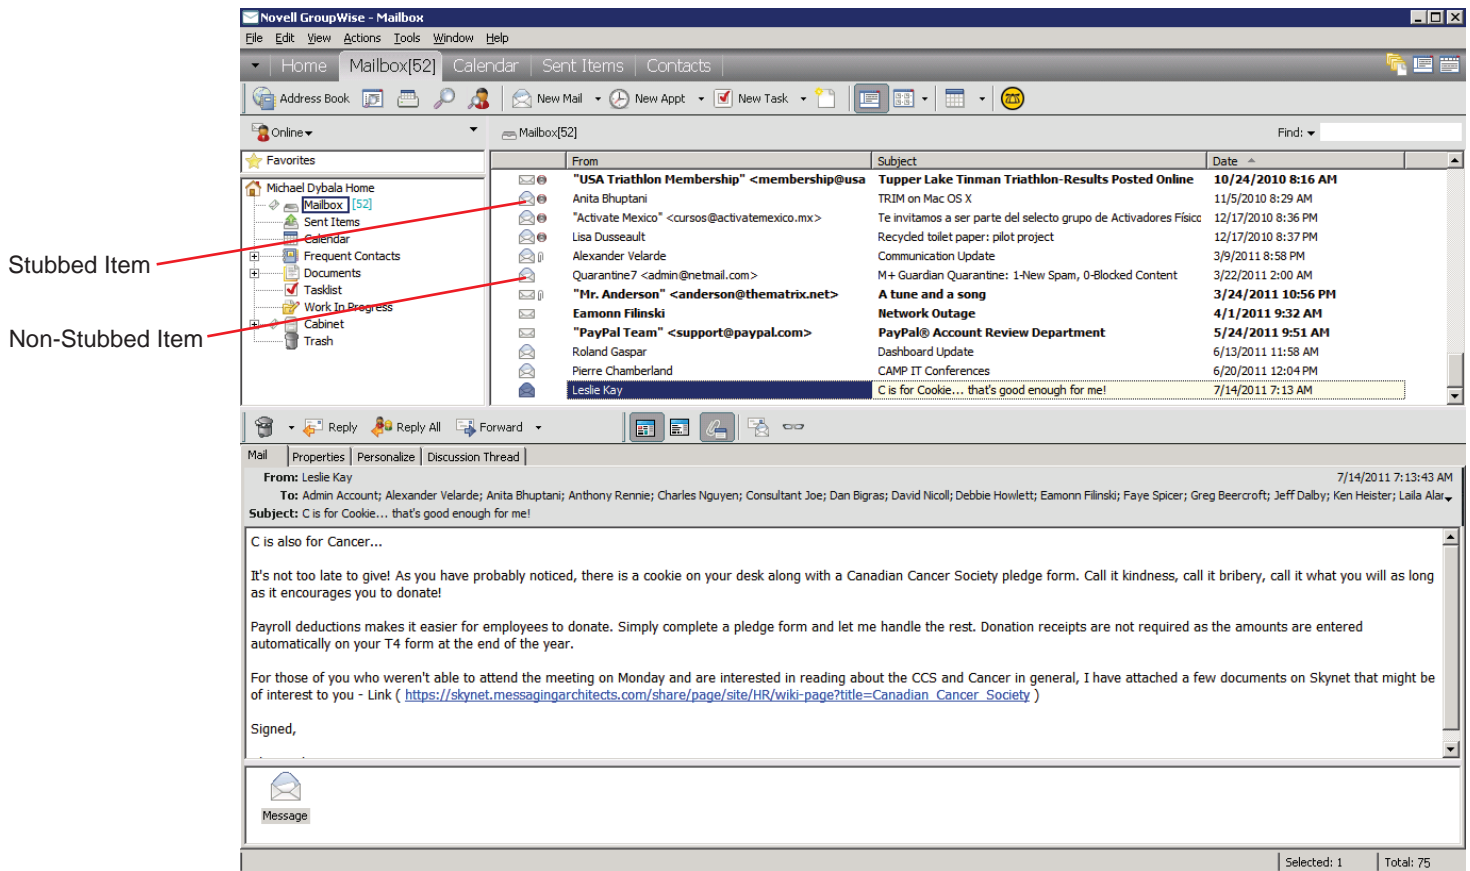 Novell GroupWise - Mailbox
File Edit View Actions Tools Window Help
Home Mailbox[52] Calendar Sent Items Contacts
Address Book New Mail New Appt New Task
Online Mailbox[52] Find:
Favorites
From Subject Date
Michael Dybala Home
Mailbox [52]
Sent Items
Calendar
Frequent Contacts
Documents
Tasklist
Work In Progress
Cabinet
Trash
Stubbed Item
Non-Stubbed Item
"USA Triathlon Membership" <membership@usa Tupper Lake Tinman Triathlon-Results Posted Online 10/24/2010 8:16 AM
Anita Bhuptani TRIM on Mac OS X 11/5/2010 8:29 AM
"Activate Mexico" <cursos@activatemexico.mx> Te invitamos a ser parte del selecto grupo de Activadores Físicc 12/17/2010 8:36 PM
Lisa Dusseault Recycled toilet paper: pilot project 12/17/2010 8:37 PM
Alexander Velarde Communication Update 3/9/2011 8:58 PM
Quarantine7 <admin@netmail.com> M+ Guardian Quarantine: 1-New Spam, 0-Blocked Content 3/22/2011 2:00 AM
"Mr. Anderson" <anderson@thematrix.net> A tune and a song 3/24/2011 10:56 PM
Eamonn Filinski Network Outage 4/1/2011 9:32 AM
"PayPal Team" <support@paypal.com> PayPal® Account Review Department 5/24/2011 9:51 AM
Roland Gaspar Dashboard Update 6/13/2011 11:58 AM
Pierre Chamberland CAMP IT Conferences 6/20/2011 12:04 PM
Leslie Kay C is for Cookie... that's good enough for me! 7/14/2011 7:13 AM
Reply Reply All Forward
Mail Properties Personalize Discussion Thread
From: Leslie Kay 7/14/2011 7:13:43 AM
To: Admin Account; Alexander Velarde; Anita Bhuptani; Anthony Rennie; Charles Nguyen; Consultant Joe; Dan Bigras; David Nicoll; Debbie Howlett; Eamonn Filinski; Faye Spicer; Greg Beercroft; Jeff Dalby; Ken Heister; Laila Alar
Subject: C is for Cookie... that's good enough for me!
C is also for Cancer...
It's not too late to give! As you have probably noticed, there is a cookie on your desk along with a Canadian Cancer Society pledge form. Call it kindness, call it bribery, call it what you will as long
as it encourages you to donate!
Payroll deductions makes it easier for employees to donate. Simply complete a pledge form and let me handle the rest. Donation receipts are not required as the amounts are entered
automatically on your T4 form at the end of the year.
For those of you who weren't able to attend the meeting on Monday and are interested in reading about the CCS and Cancer in general, I have attached a few documents on Skynet that might be
of interest to you - Link ( https://skynet.messagingarchitects.com/share/page/site/HR/wiki-page?title=Canadian_Cancer_Society )
Signed,
Message
Selected: 1 Total: 75